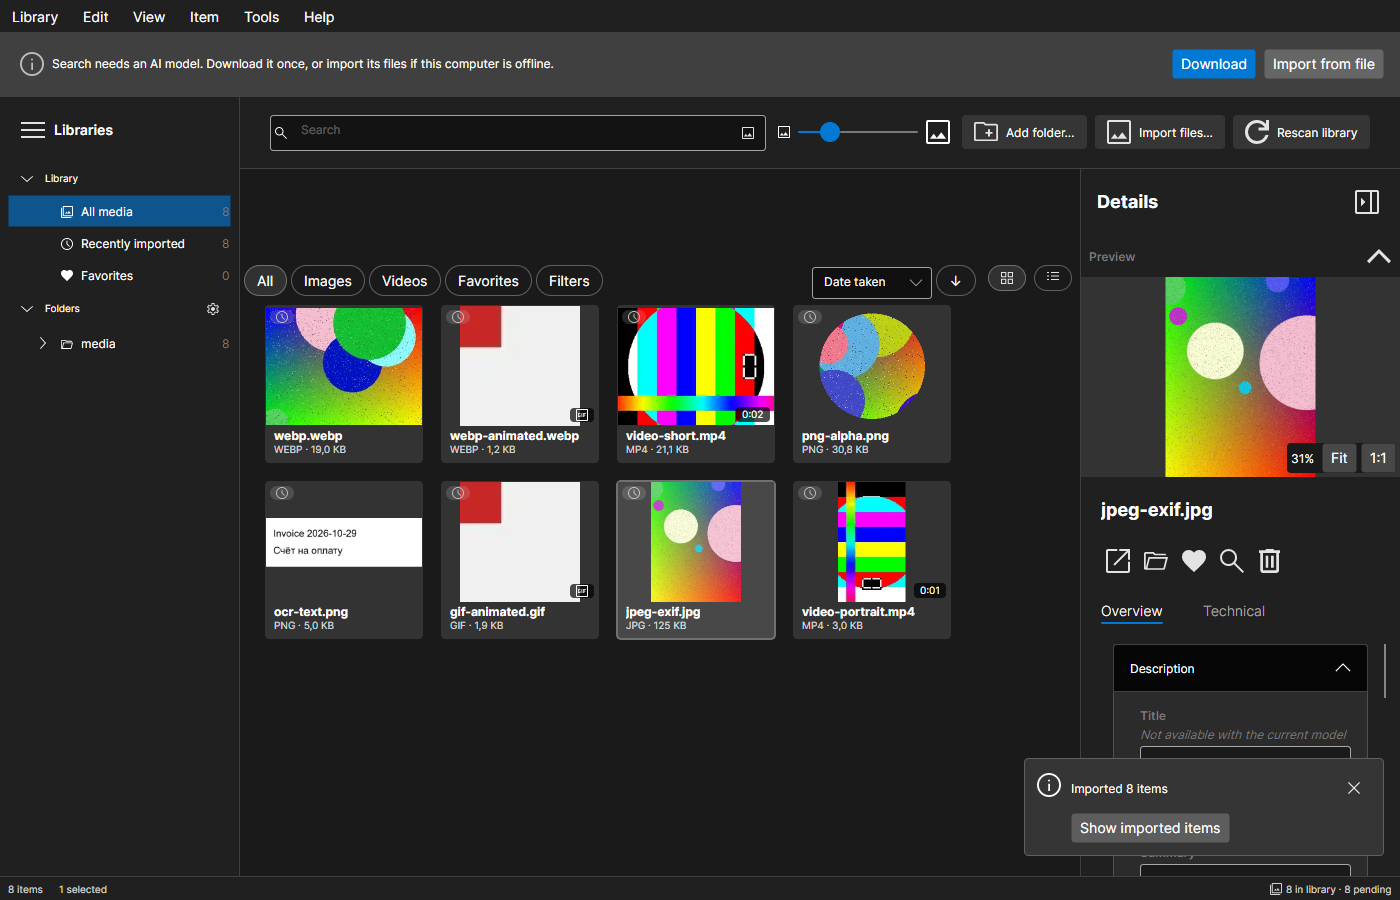 Library Edit View Item Tools Help
Search needs an AI model. Download it once, or import its files if this computer is offline.
Download
Import from file
Libraries
Search
Add folder...
Import files...
Rescan library
Library
All media 8
Recently imported 8
Favorites 0
Folders
media 8
All
Images
Videos
Favorites
Filters
Date taken
webp.webp
WEBP · 19,0 KB
GIF
webp-animated.webp
WEBP · 1,2 KB
0:02
video-short.mp4
MP4 · 21,1 KB
png-alpha.png
PNG · 30,8 KB
Invoice 2026-10-29
Счёт на оплату
ocr-text.png
PNG · 5,0 KB
GIF
gif-animated.gif
GIF · 1,9 KB
jpeg-exif.jpg
JPG · 125 KB
0:01
video-portrait.mp4
MP4 · 3,0 KB
Details
Preview
31% Fit 1:1
jpeg-exif.jpg
Overview Technical
Description
Title
Not available with the current model
Imported 8 items
Show imported items
8 items 1 selected
8 in library · 8 pending